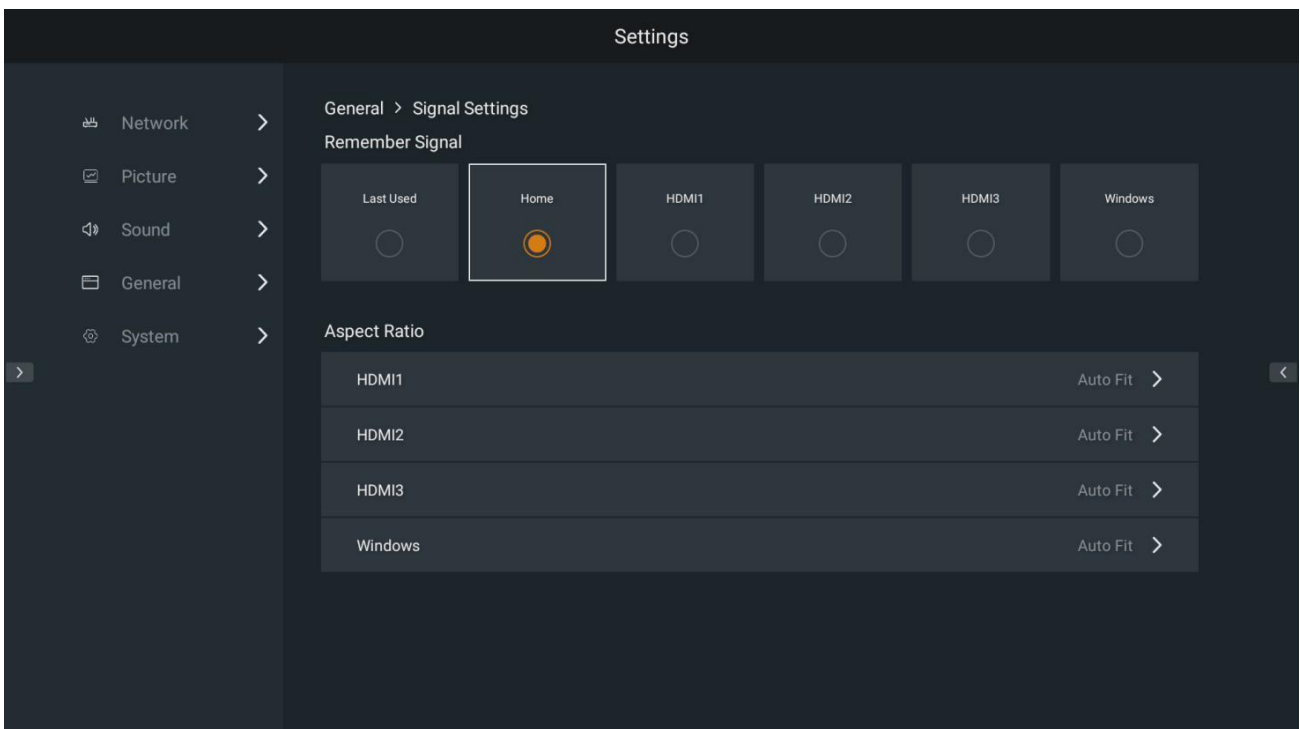 Settings
Network
Picture
Sound
General
System
General > Signal Settings
Remember Signal
Last Used Home HDMI1 HDMI2 HDMI3 Windows
Aspect Ratio
HDMI1 Auto Fit
HDMI2 Auto Fit
HDMI3 Auto Fit
Windows Auto Fit